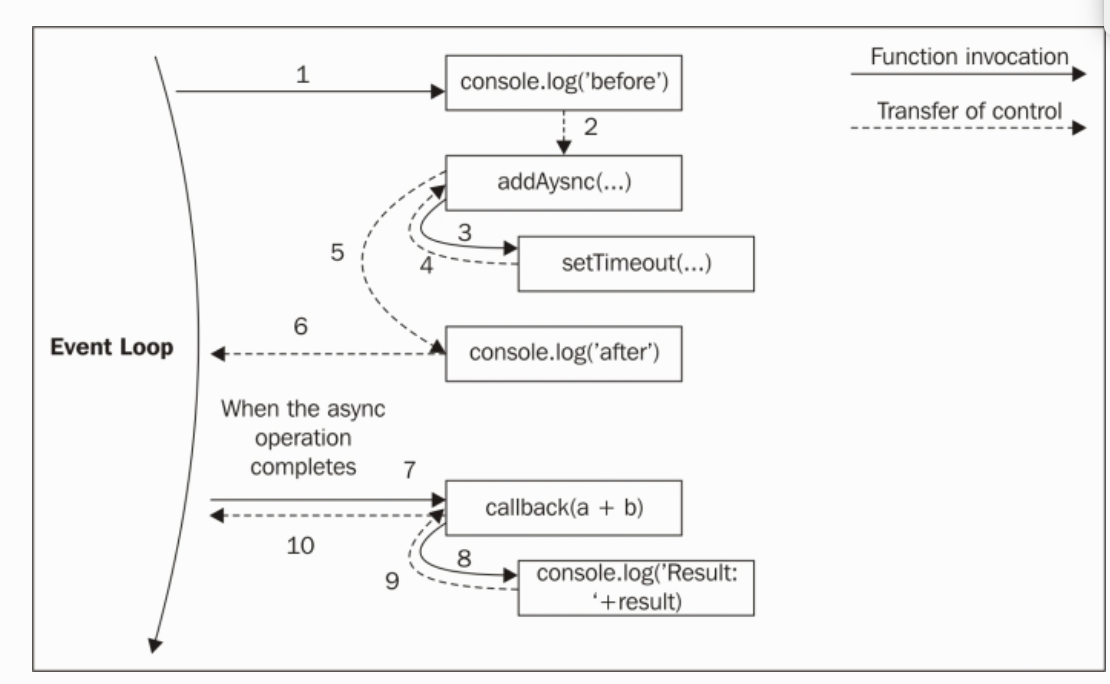 Function invocation
1
console.log('before')
Transfer of control
2
addAysnc(...)
3
5
4
setTimeout(...)
6
Event Loop
console.log('after')
When the async
operation
completes
7
callback(a + b)
10
8
9
console.log('Result:
‘+result)